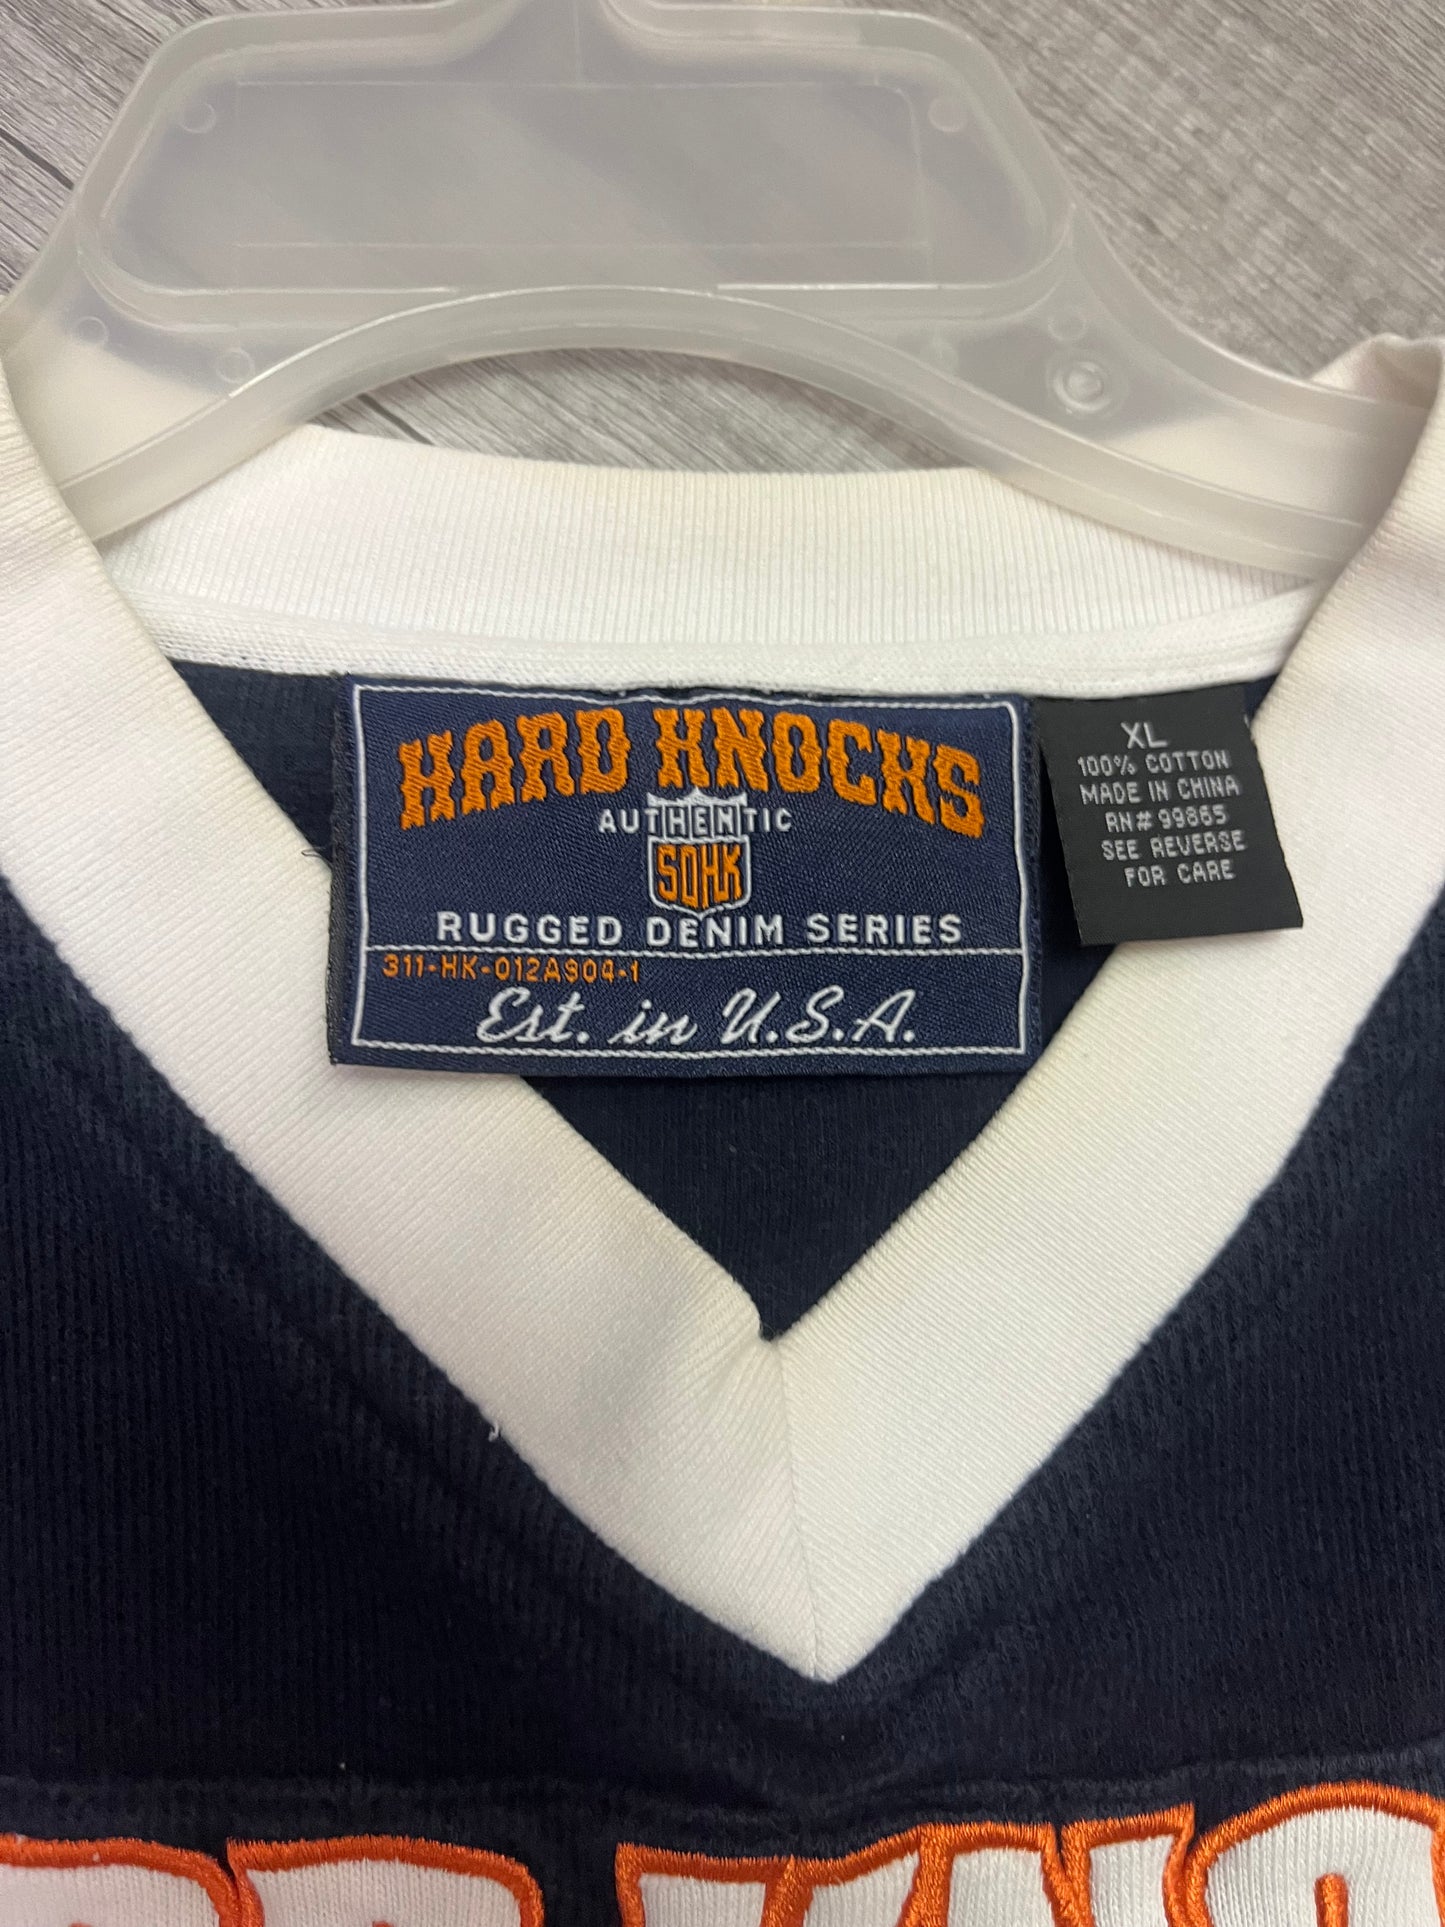 HARD KNOCKS
AUTHENTIC
SOHK
RUGGED DENIM SERIES
311-HK-012A904-1
Est. in U.S.A.
XL
100% COTTON
MADE IN CHINA
RN# 99865
SEE REVERSE
FOR CARE